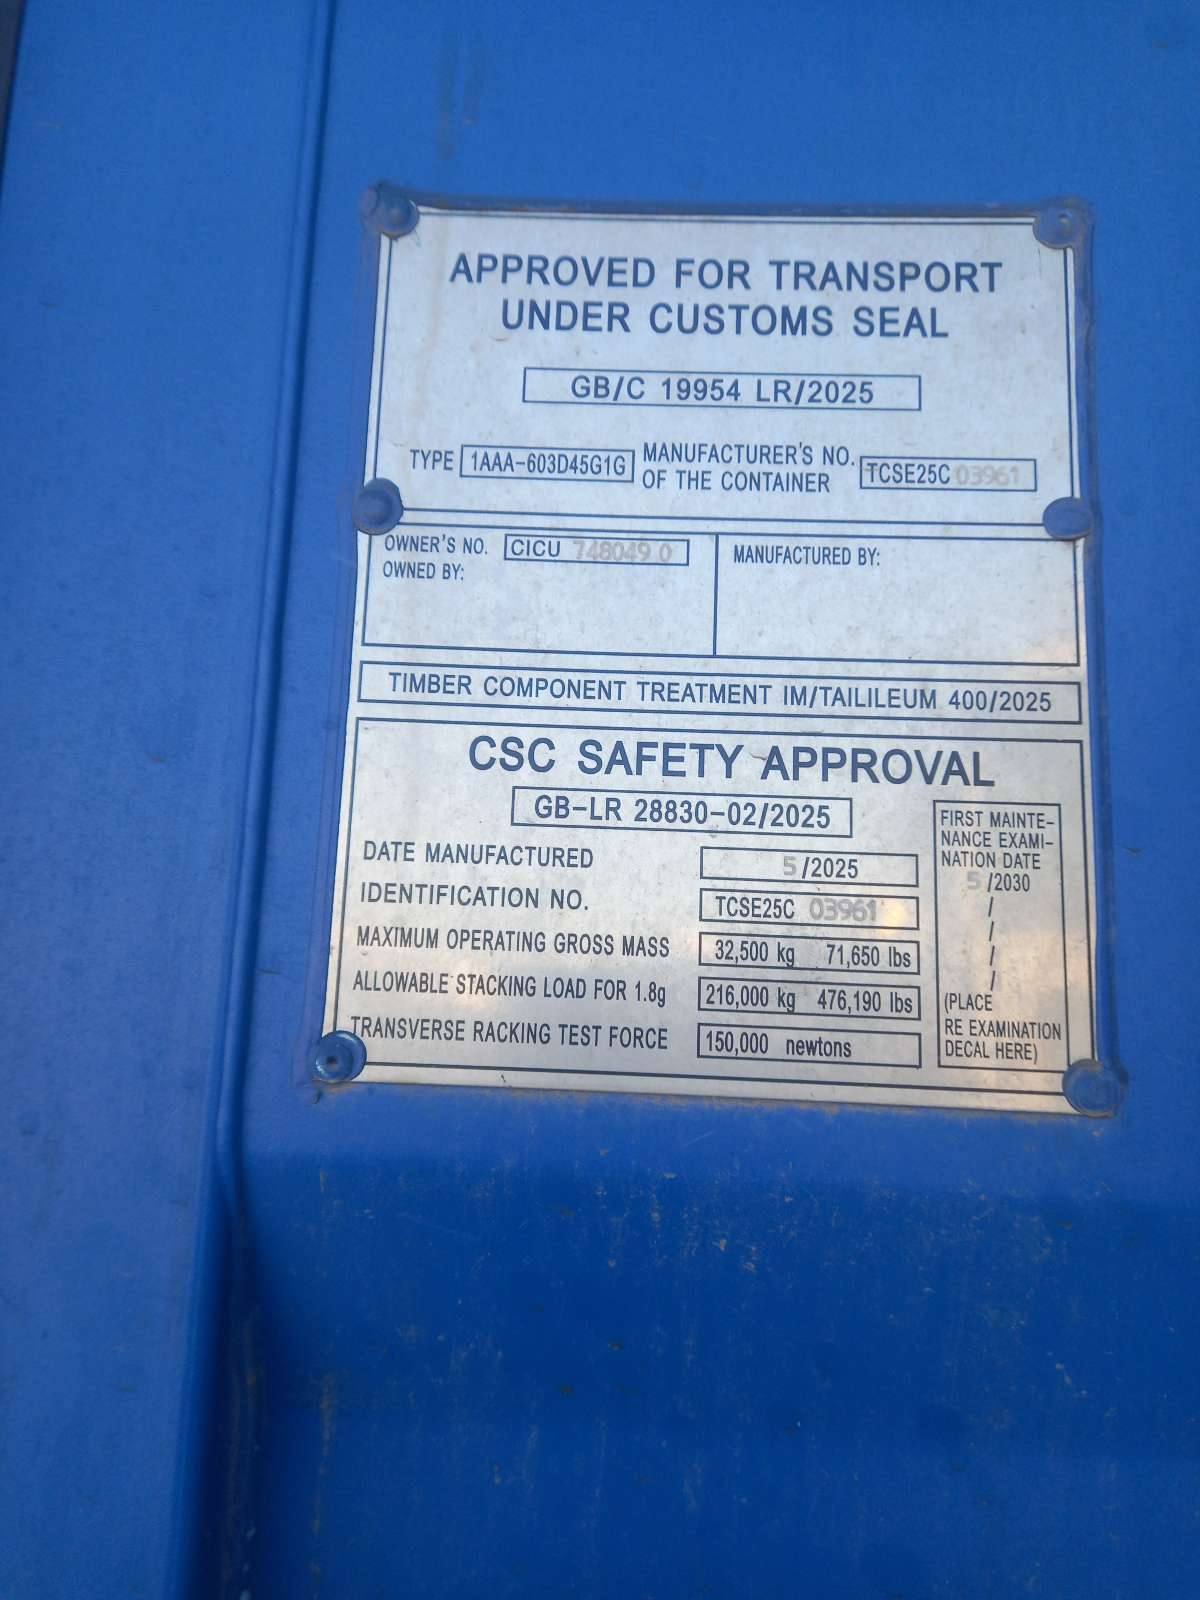 APPROVED FOR TRANSPORT
UNDER CUSTOMS SEAL
GB/C 19954 LR/2025
TYPE 1AAA-603D45G1G MANUFACTURER'S NO.
OF THE CONTAINER TCSE25C 03961
OWNER'S NO. CICU 748049 0
OWNED BY:
MANUFACTURED BY:
TIMBER COMPONENT TREATMENT IM/TAILILEUM 400/2025
CSC SAFETY APPROVAL
GB-LR 28830-02/2025
DATE MANUFACTURED 5/2025
IDENTIFICATION NO. TCSE25C 03961
MAXIMUM OPERATING GROSS MASS 32,500 kg 71,650 lbs
ALLOWABLE STACKING LOAD FOR 1.8g 216,000 kg 476,190 lbs
TRANSVERSE RACKING TEST FORCE 150,000 newtons
FIRST MAINTE-
NANCE EXAMI-
NATION DATE
5/2030
/
/
/
/
(PLACE
RE EXAMINATION
DECAL HERE)